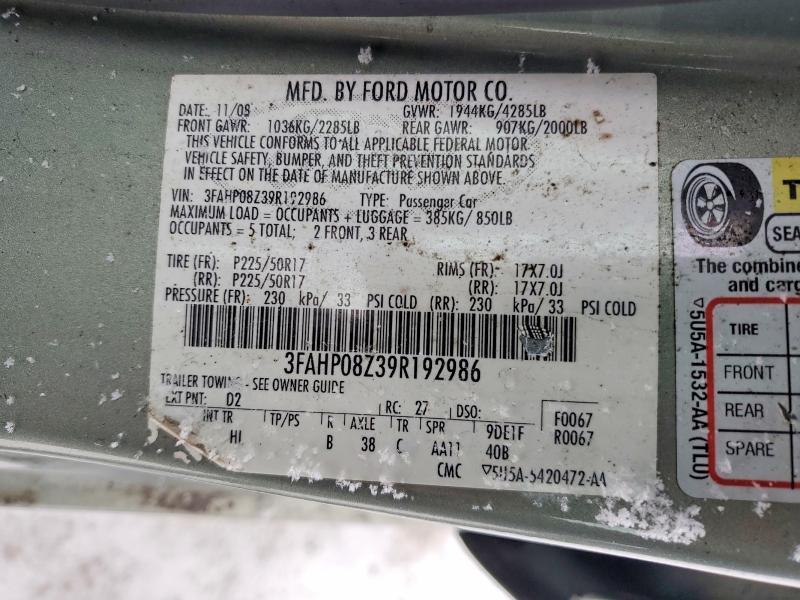 MFD. BY FORD MOTOR CO.
DATE: 11/08 GVWR: 1944KG/4285LB
FRONT GAWR: 1036KG/2285LB REAR GAWR: 907KG/2000LB
THIS VEHICLE CONFORMS TO ALL APPLICABLE FEDERAL MOTOR
VEHICLE SAFETY, BUMPER, AND THEFT PREVENTION STANDARDS
IN EFFECT ON THE DATE OF MANUFACTURE SHOWN ABOVE.
VIN: 3FAHP08Z39R192986 TYPE: Passenger Car
MAXIMUM LOAD = OCCUPANTS + LUGGAGE = 385KG/ 850LB
OCCUPANTS = 5 TOTAL; 2 FRONT, 3 REAR
TIRE (FR): P225/50R17 RIMS (FR): 17X7.0J
(RR): P225/50R17 (RR): 17X7.0J
PRESSURE (FR): 230 kPa/ 33 PSI COLD (RR): 230 kPa/ 33 PSI COLD
3FAHP08Z39R192986
TRAILER TOWING - SEE OWNER GUIDE
EXT PNT: D2 RC: 27 DSO: F0067
INT TR TP/PS R AXLE TR SPR 9DE1F R0067
HI B 38 C AA11 40B
CMC ▽5U5A-5420472-AA
SEA
The combine
and carg
TIRE
FRONT
REAR
SPARE
▽5U5A-1532-AA (TLU)